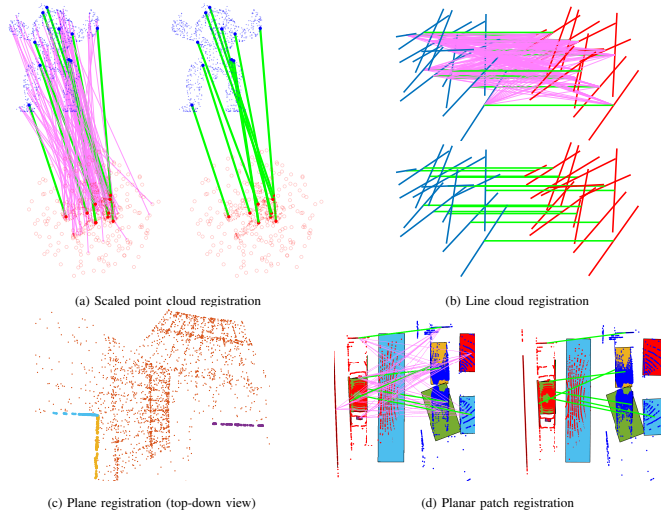 (a) Scaled point cloud registration
(b) Line cloud registration
(c) Plane registration (top-down view)
(d) Planar patch registration